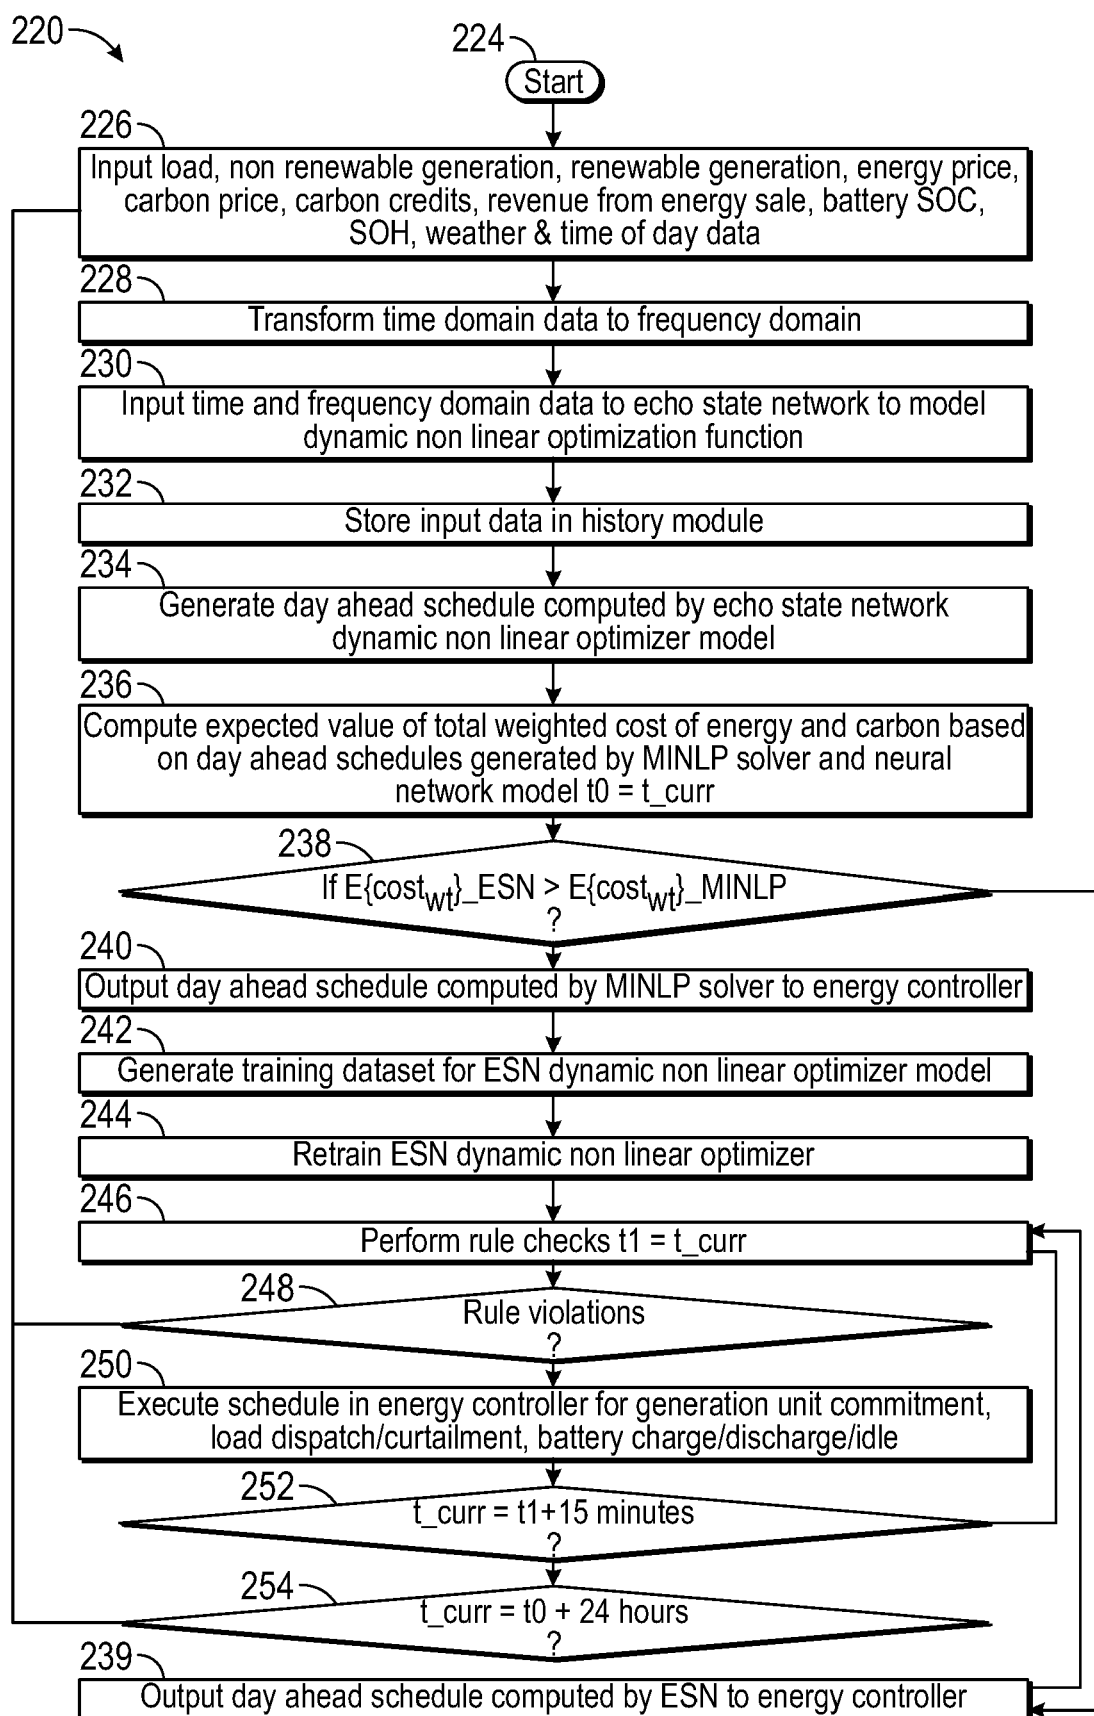 220
224
Start
226
Input load, non renewable generation, renewable generation, energy price,
carbon price, carbon credits, revenue from energy sale, battery SOC,
SOH, weather & time of day data
228
Transform time domain data to frequency domain
230
Input time and frequency domain data to echo state network to model
dynamic non linear optimization function
232
Store input data in history module
234
Generate day ahead schedule computed by echo state network
dynamic non linear optimizer model
236
Compute expected value of total weighted cost of energy and carbon based
on day ahead schedules generated by MINLP solver and neural
network model t0 = t_curr
238
If E{cost_wt}_ESN > E{cost_wt}_MINLP
?
240
Output day ahead schedule computed by MINLP solver to energy controller
242
Generate training dataset for ESN dynamic non linear optimizer model
244
Retrain ESN dynamic non linear optimizer
246
Perform rule checks t1 = t_curr
248
Rule violations
?
250
Execute schedule in energy controller for generation unit commitment,
load dispatch/curtailment, battery charge/discharge/idle
252
t_curr = t1+15 minutes
?
254
t_curr = t0 + 24 hours
?
239
Output day ahead schedule computed by ESN to energy controller